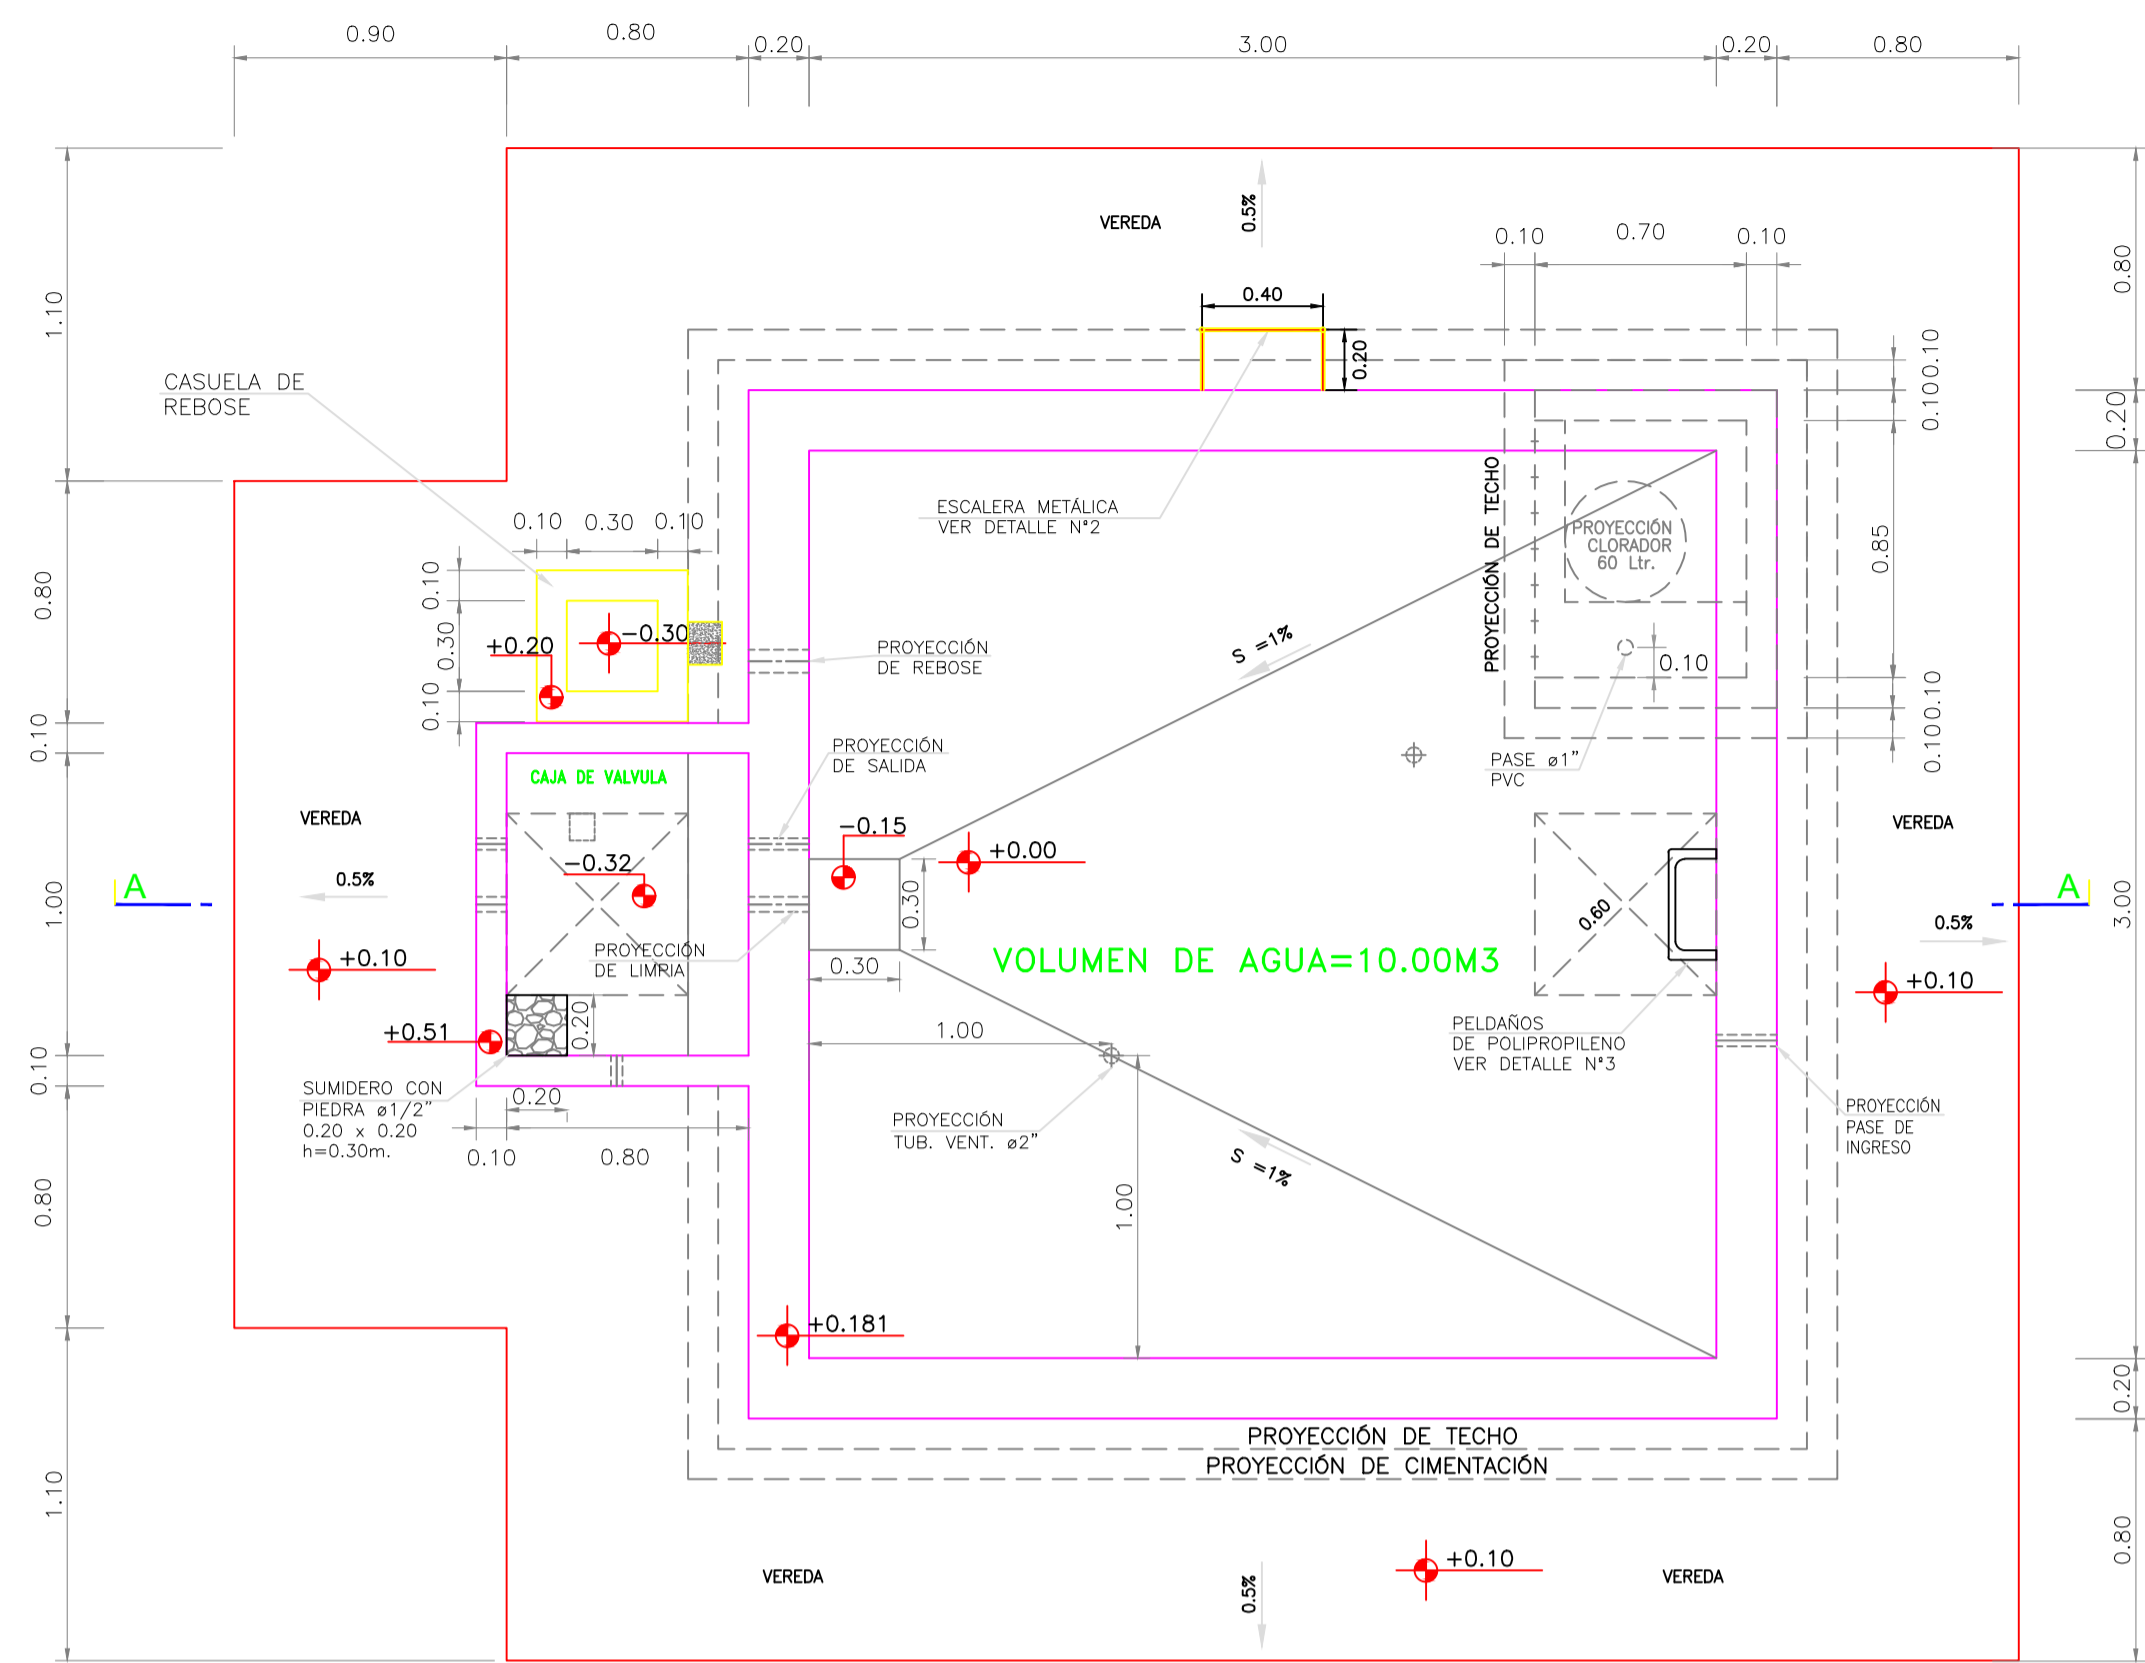 0.90
0.80
0.20
3.00
0.20
0.80
VEREDA
0.5%
0.10
0.70
0.10
0.80
1.10
0.40
0.20
0.100.10
0.20
CASUELA DE
REBOSE
ESCALERA METÁLICA
VER DETALLE N°2
PROYECCIÓN DE TECHO
PROYECCIÓN
CLORADOR
60 Ltr.
0.85
0.10
0.30
0.10
0.10
0.30
0.10
0.80
+0.20
-0.30
PROYECCIÓN
DE REBOSE
S =1%
0.10
0.100.10
0.10
PROYECCIÓN
DE SALIDA
PASE ø1"
PVC
CAJA DE VALVULA
VEREDA
VEREDA
-0.15
+0.00
-0.32
0.5%
A
A
1.00
0.30
0.60
3.00
0.5%
PROYECCIÓN
DE LIMPIA
0.30
VOLUMEN DE AGUA=10.00M3
+0.10
+0.10
+0.51
0.20
1.00
PELDAÑOS
DE POLIPROPILENO
VER DETALLE N°3
0.10
SUMIDERO CON
PIEDRA ø1/2"
0.20 x 0.20
h=0.30m.
0.20
0.10
0.80
PROYECCIÓN
TUB. VENT. ø2"
PROYECCIÓN
PASE DE
INGRESO
S =1%
1.00
0.80
+0.181
0.20
PROYECCIÓN DE TECHO
PROYECCIÓN DE CIMENTACIÓN
1.10
0.80
+0.10
VEREDA
0.5%
VEREDA